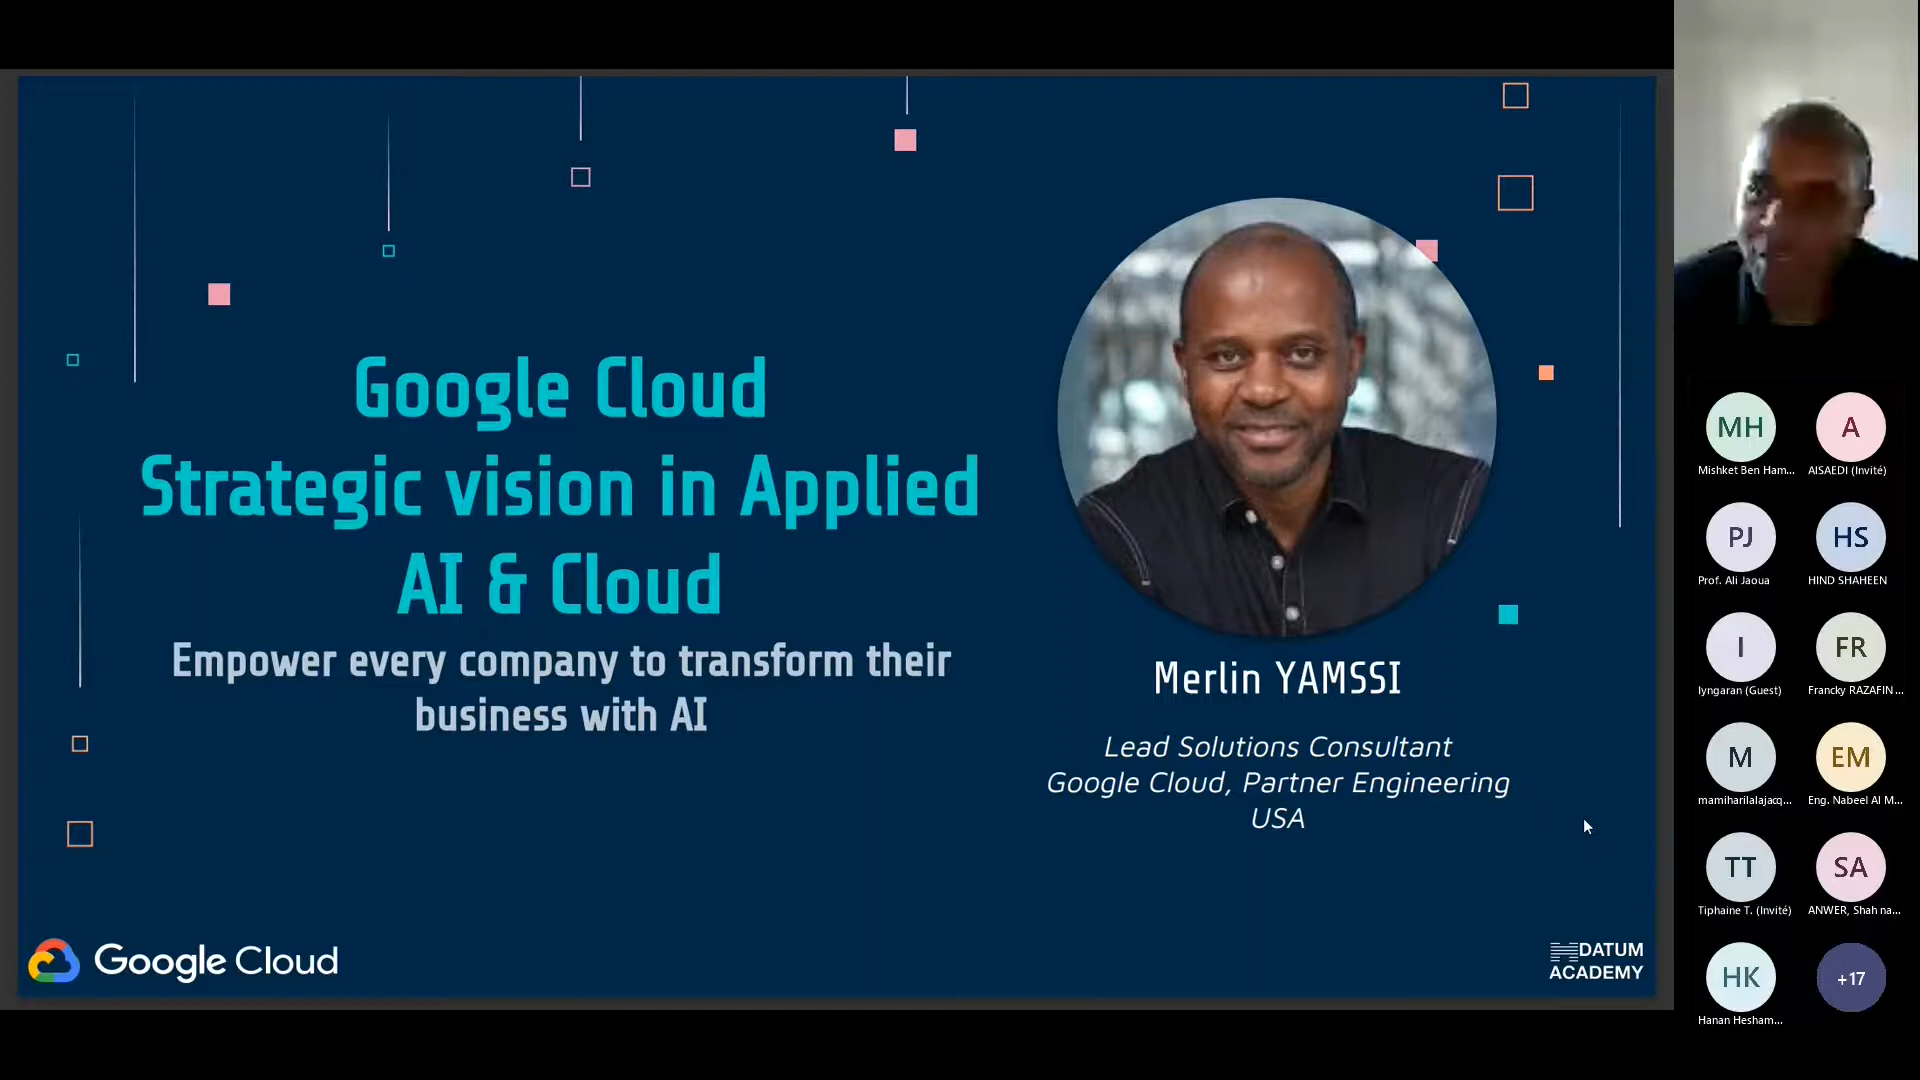 Google Cloud
Strategic vision in Applied
AI & Cloud
Empower every company to transform their
business with AI
Merlin YAMSSI
Lead Solutions Consultant
Google Cloud, Partner Engineering
USA
Google Cloud
DATUM
ACADEMY
MH
Mishket Ben Ham...
A
AISAEDI (Invité)
PJ
Prof. Ali Jaoua
HS
HIND SHAHEEN
I
Iyngaran (Guest)
FR
Francky RAZAFIN...
M
mamiharilalajacq...
EM
Eng. Nabeel Al M...
TT
Tiphaine T. (Invité)
SA
ANWER, Shah na...
HK
Hanan Hesham...
+17